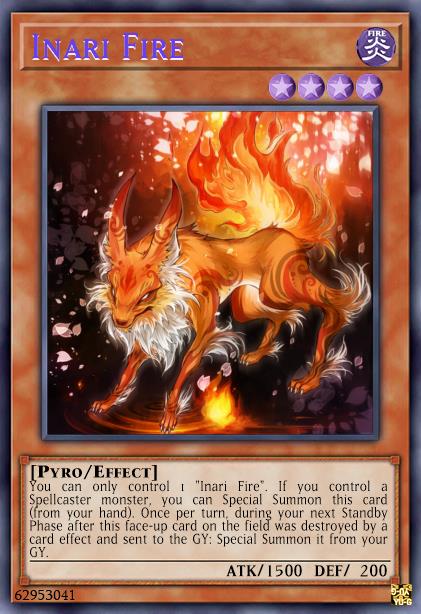 INARI FIRE
FIRE
炎
[PYRO/EFFECT]
You can only control 1 "Inari Fire". If you control a
Spellcaster monster, you can Special Summon this card
(from your hand). Once per turn, during your next Standby
Phase after this face-up card on the field was destroyed by a
card effect and sent to the GY: Special Summon it from your
GY.
ATK/1500 DEF/ 200
62953041